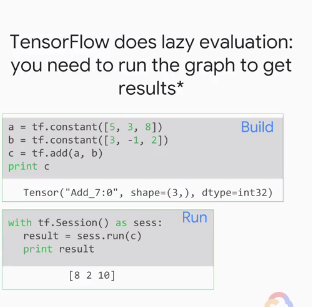 TensorFlow does lazy evaluation:
you need to run the graph to get
results*
Build
a = tf.constant([5, 3, 8])
b = tf.constant([3, -1, 2])
c = tf.add(a, b)
print c
Tensor("Add_7:0", shape=(3,), dtype=int32)
Run
with tf.Session() as sess:
result = sess.run(c)
print result
[8 2 10]